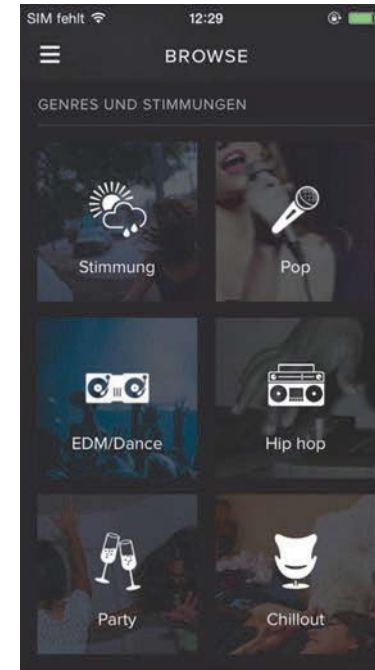 SIM fehlt 12:29
BROWSE
GENRES UND STIMMUNGEN
Stimmung Pop
EDM/Dance Hip hop
Party Chillout